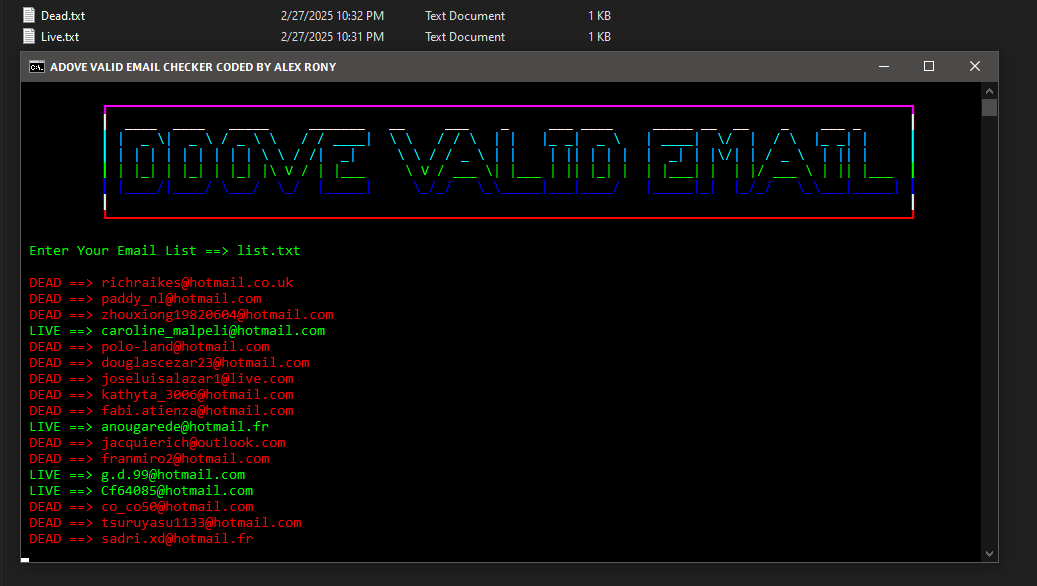 Dead.txt 2/27/2025 10:32 PM Text Document 1 KB
Live.txt 2/27/2025 10:31 PM Text Document 1 KB
C:\. ADOVE VALID EMAIL CHECKER CODED BY ALEX RONY
ADOVE VALID EMAIL
Enter Your Email List ==> list.txt
DEAD ==> richraikes@hotmail.co.uk
DEAD ==> paddy_nl@hotmail.com
DEAD ==> zhouxiong19820604@hotmail.com
LIVE ==> caroline_malpeli@hotmail.com
DEAD ==> polo-land@hotmail.com
DEAD ==> douglascezar23@hotmail.com
DEAD ==> joseluisalazar1@live.com
DEAD ==> kathyta_3006@hotmail.com
DEAD ==> fabi.atienza@hotmail.com
LIVE ==> anougarede@hotmail.fr
DEAD ==> jacquierich@outlook.com
DEAD ==> franmiro2@hotmail.com
LIVE ==> g.d.99@hotmail.com
LIVE ==> Cf64085@hotmail.com
DEAD ==> co_co50@hotmail.com
DEAD ==> tsuruyasu1133@hotmail.com
DEAD ==> sadri.xd@hotmail.fr